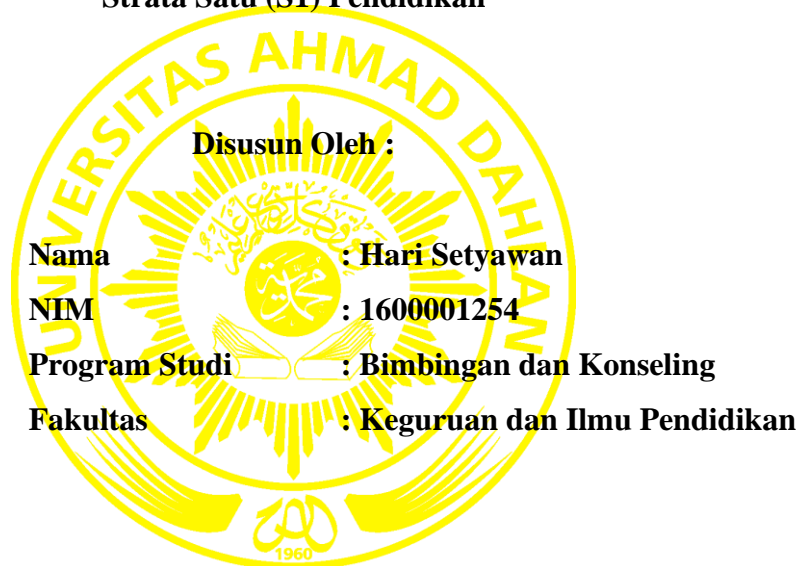 Strata Satu (S1) Pendidikan
UNIVERSITAS AHMAD DAHLAN
Disusun Oleh :
Nama : Hari Setyawan
NIM : 1600001254
Program Studi : Bimbingan dan Konseling
Fakultas : Keguruan dan Ilmu Pendidikan
1960